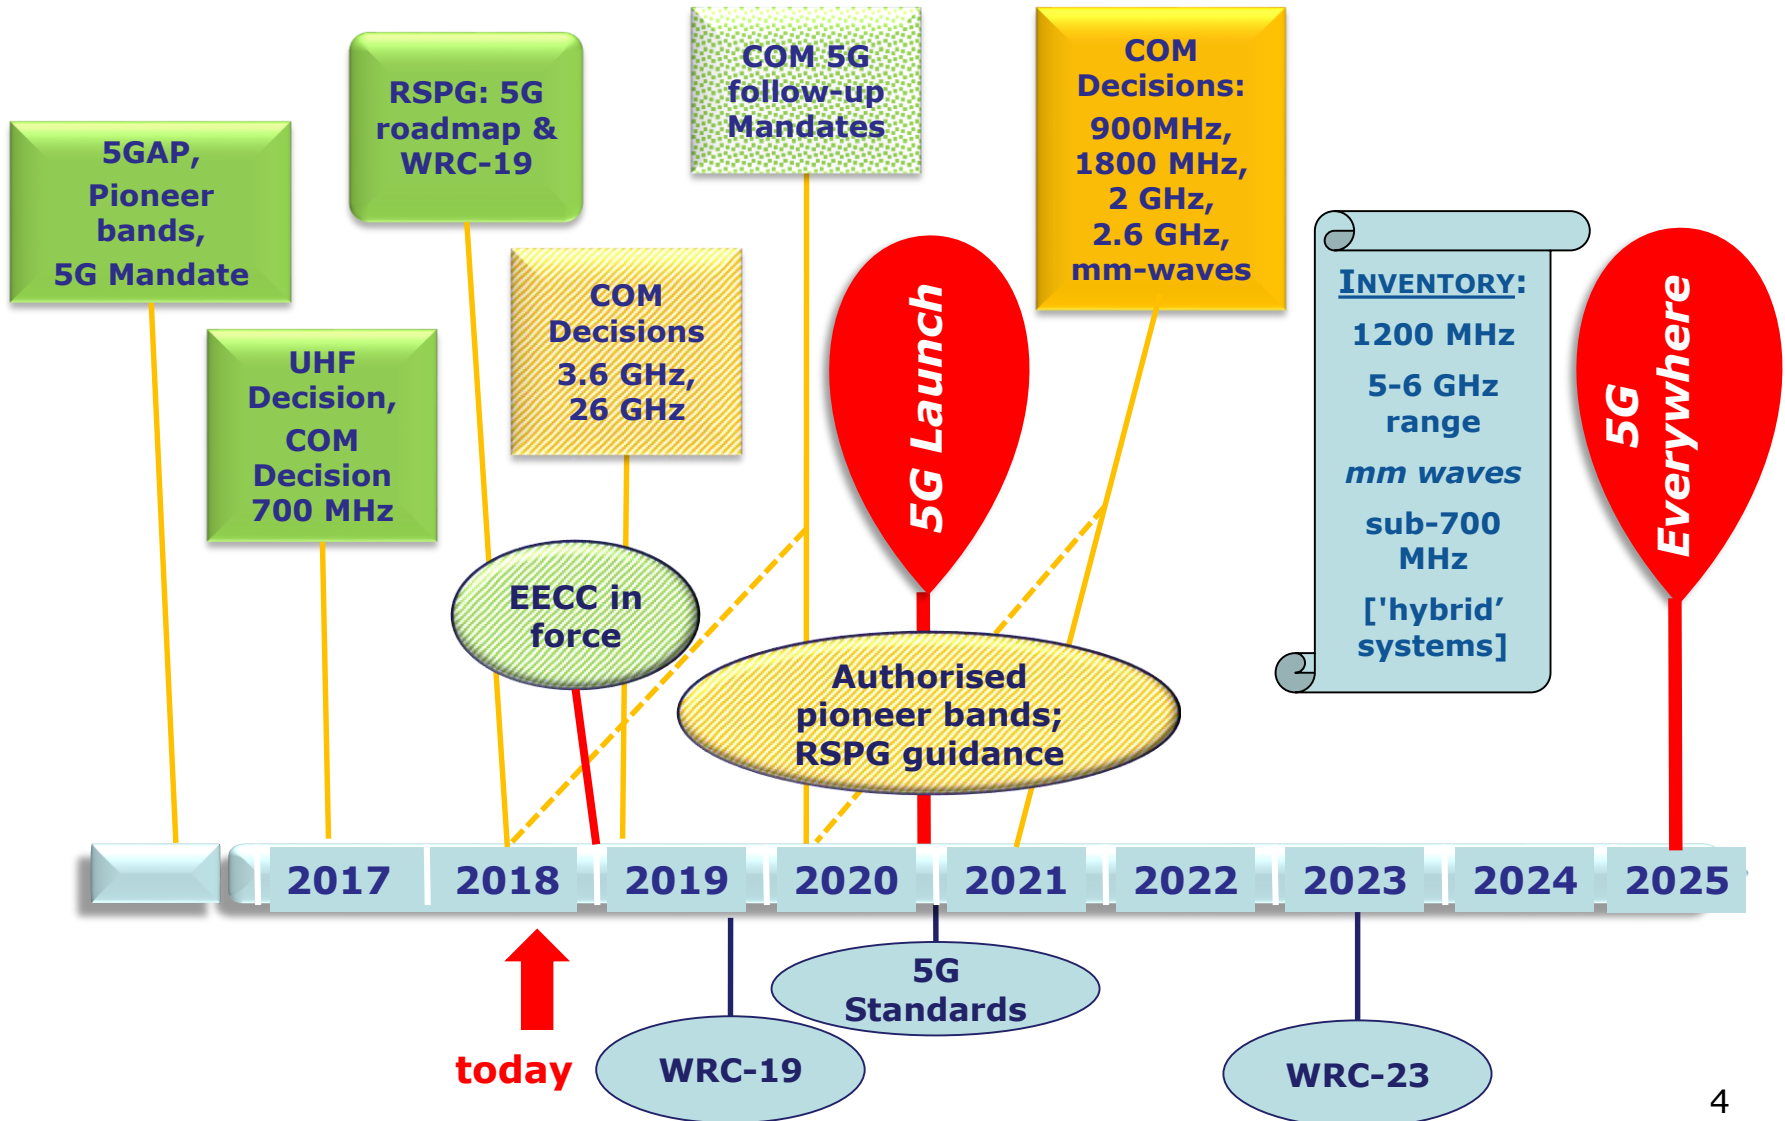 5GAP,
Pioneer
bands,
5G Mandate
UHF
Decision,
COM
Decision
700 MHz
RSPG: 5G
roadmap &
WRC-19
COM
Decisions
3.6 GHz,
26 GHz
COM 5G
follow-up
Mandates
COM
Decisions:
900MHz,
1800 MHz,
2 GHz,
2.6 GHz,
mm-waves
5G Launch
INVENTORY:
1200 MHz
5-6 GHz
range
mm waves
sub-700
MHz
['hybrid’
systems]
5G
Everywhere
EECC in
force
Authorised
pioneer bands;
RSPG guidance
2017
2018
2019
2020
2021
2022
2023
2024
2025
today
WRC-19
5G
Standards
WRC-23
4